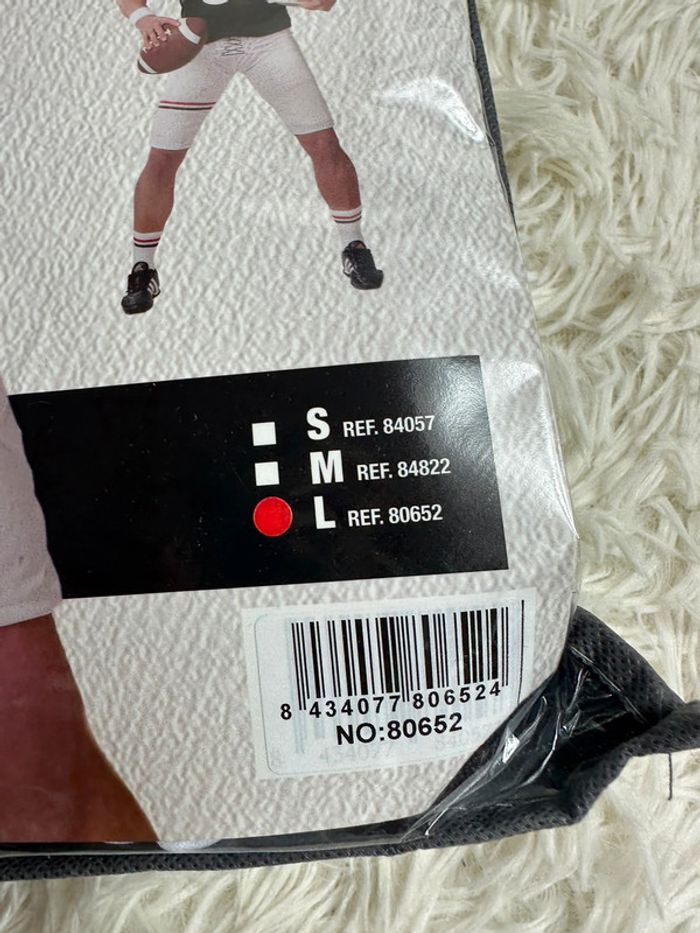 S REF. 84057
M REF. 84822
L REF. 80652
8 434077 806524
NO:80652